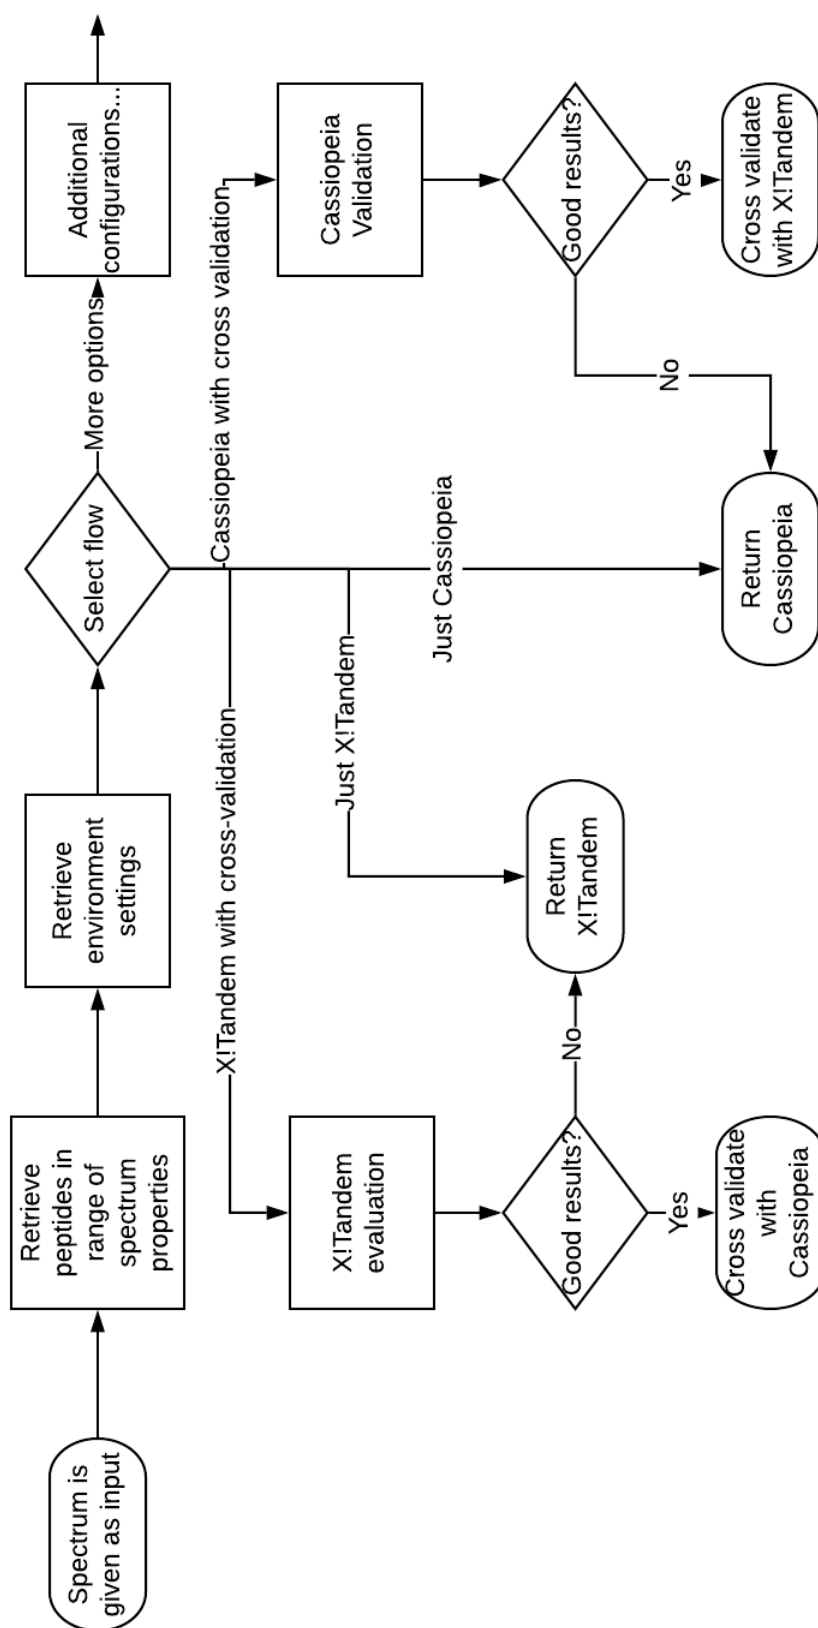 Spectrum is
given as input
Retrieve
peptides in
range of
spectrum
properties
Retrieve
environment
settings
Select flow
More options
Additional
configurations...
X!Tandem with cross-validation
Cassiopeia with cross validation
Just X!Tandem
Just Cassiopeia
X!Tandem
evaluation
Cassiopeia
Validation
Good results?
No
Return
X!Tandem
Good results?
No
Yes
Cross validate
with
Cassiopeia
Return
Cassiopeia
Yes
Cross validate
with X!Tandem